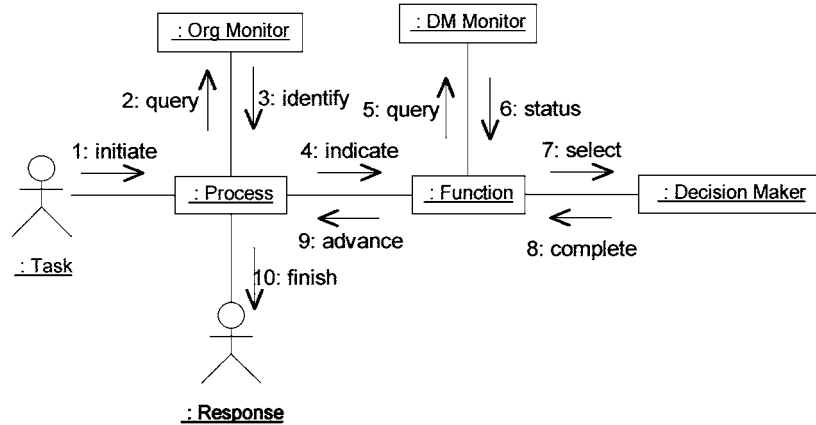 : Org Monitor
: DM Monitor
2: query
3: identify
5: query
6: status
1: initiate
4: indicate
7: select
: Process
: Function
: Decision Maker
9: advance
8: complete
: Task
10: finish
: Response